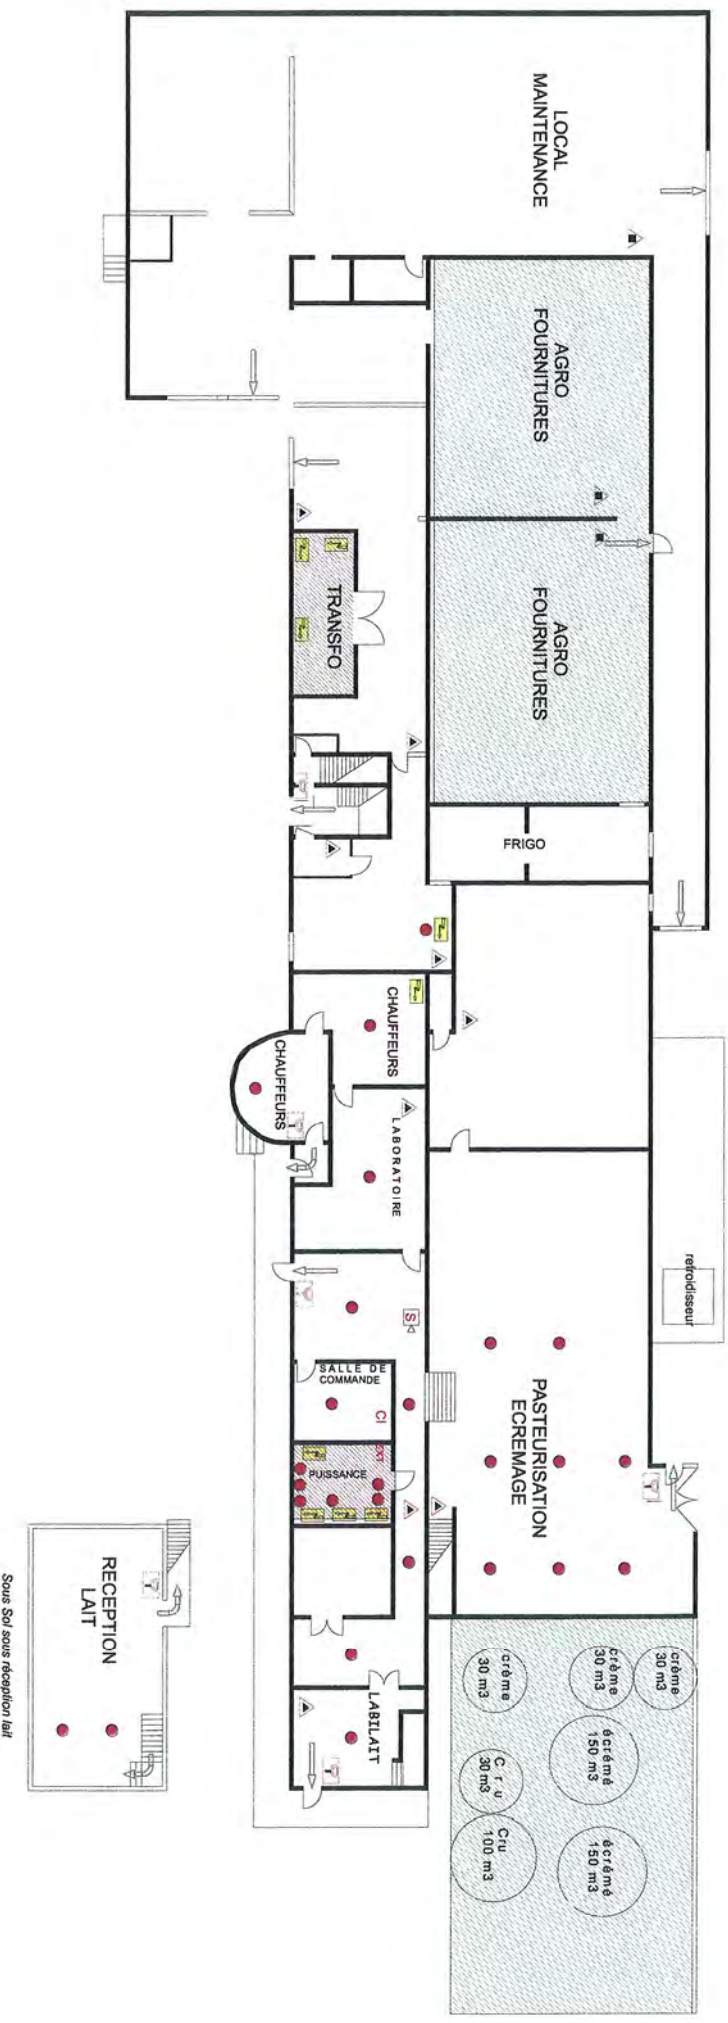 LOCAL
MAINTENANCE
AGRO
FOURNITURES
AGRO
FOURNITURES
TRANSFO
FRIGO
CHAUFFEURS
CHAUFFEURS
LABORATOIRE
refroidisseur
S
SALLE DE
COMMANDE
CI
PASTEURISATION
ECREMAGE
EXT
PUISSANCE
LABILAIT
crème
30 m3
crème
30 m3
crème
30 m3
écrémé
150 m3
écrémé
150 m3
Cru
30 m3
Cru
100 m3
RECEPTION
LAIT
Sous Sol sous réception lait